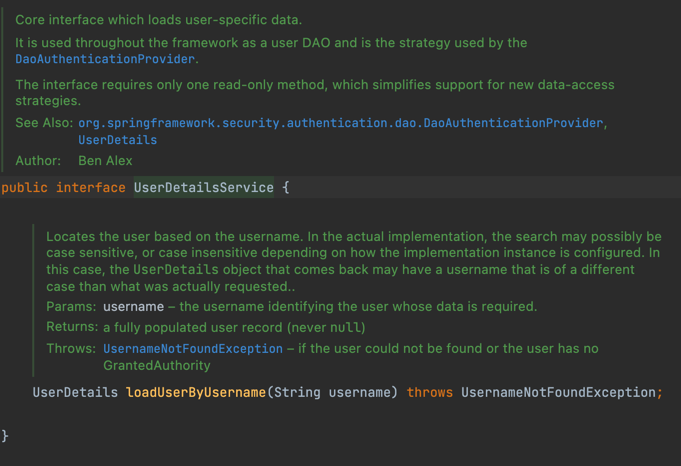 Core interface which loads user-specific data.
It is used throughout the framework as a user DAO and is the strategy used by the
DaoAuthenticationProvider.
The interface requires only one read-only method, which simplifies support for new data-access
strategies.
See Also: org.springframework.security.authentication.dao.DaoAuthenticationProvider,
UserDetails
Author: Ben Alex
public interface UserDetailsService {
Locates the user based on the username. In the actual implementation, the search may possibly be
case sensitive, or case insensitive depending on how the implementation instance is configured. In
this case, the UserDetails object that comes back may have a username that is of a different
case than what was actually requested..
Params: username – the username identifying the user whose data is required.
Returns: a fully populated user record (never null)
Throws: UsernameNotFoundException – if the user could not be found or the user has no
GrantedAuthority
UserDetails loadUserByUsername(String username) throws UsernameNotFoundException;
}